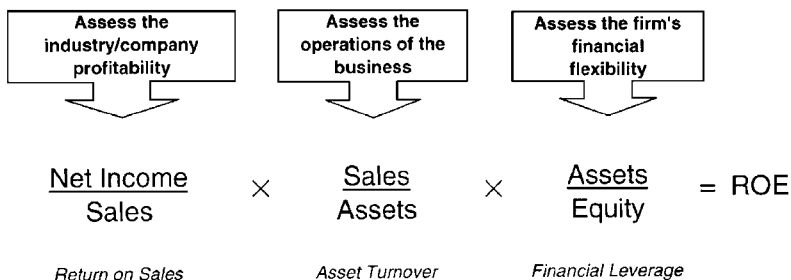 Assess the
industry/company
profitability
Assess the
operations of the
business
Assess the firm's
financial
flexibility
Net Income
Sales
×
Sales
Assets
×
Assets
Equity
= ROE
Return on Sales
Asset Turnover
Financial Leverage